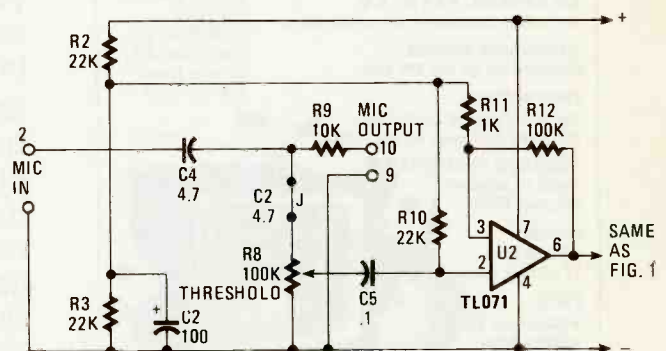 +
R2
22K
R9
10K
MIC
OUTPUT
10
9
R11
1K
R12
100K
2
MIC
IN
C4
4.7
C2
4.7
J
R10
22K
3
7
U2
6
2
4
TL071
SAME
AS
FIG. 1
R8
100K
THRESHOLD
C5
.1
R3
22K
+
C2
100
−